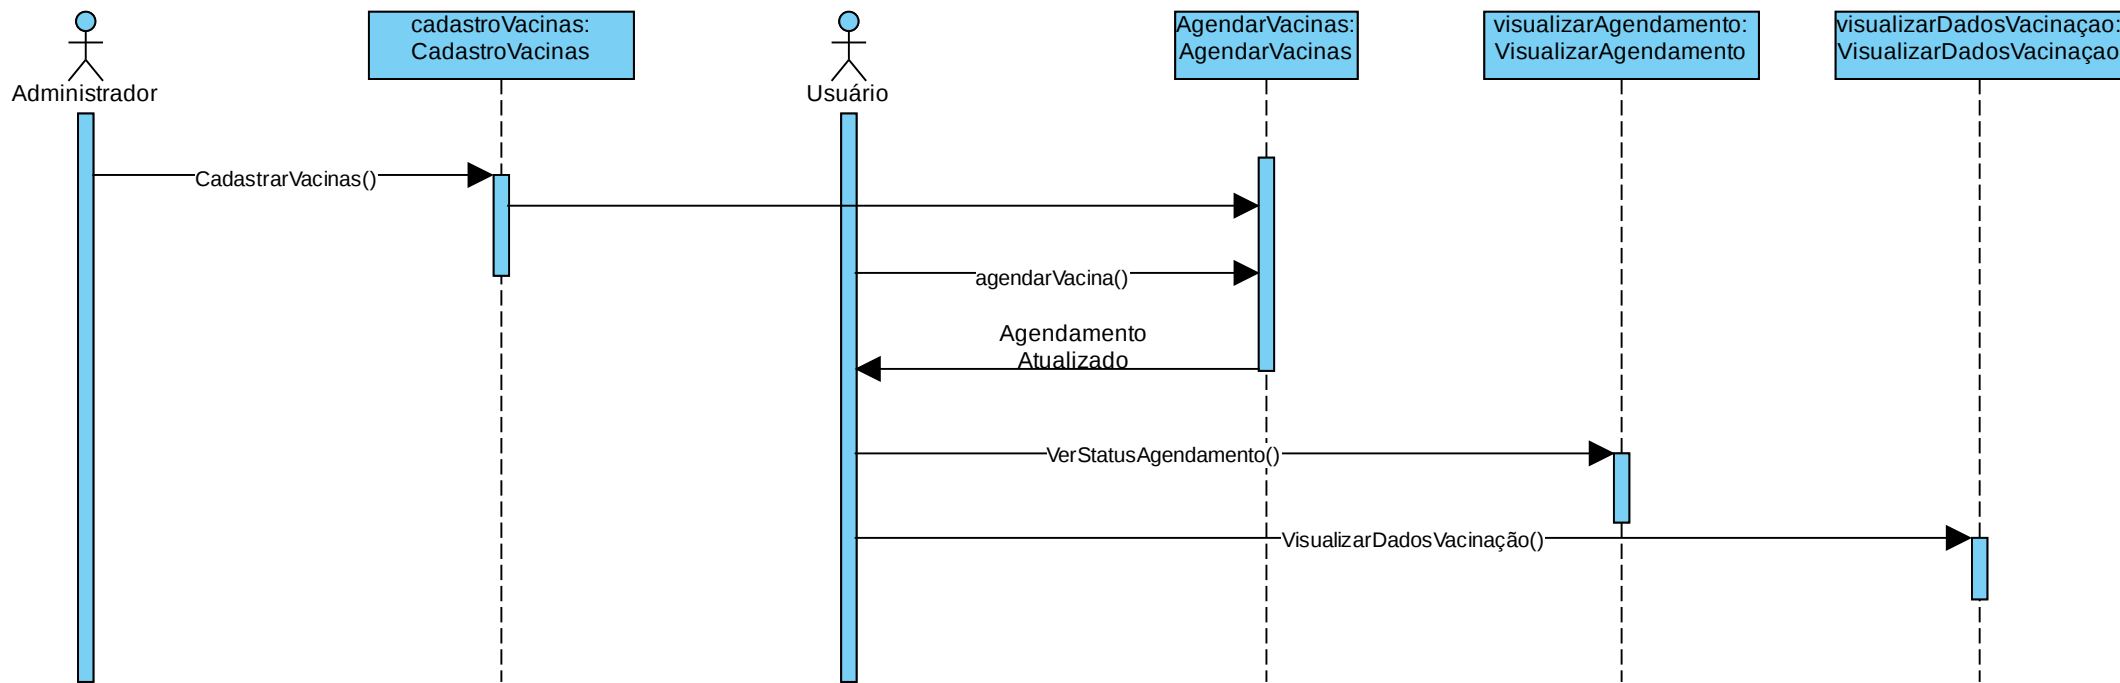 cadastroVacinas:
CadastroVacinas
AgendarVacinas:
AgendarVacinas
visualizarAgendamento:
VisualizarAgendamento
visualizarDadosVacinaçao:
VisualizarDadosVacinaçao
Administrador
Usuário
CadastrarVacinas()
agendarVacina()
Agendamento
Atualizado
VerStatusAgendamento()
VisualizarDadosVacinação()